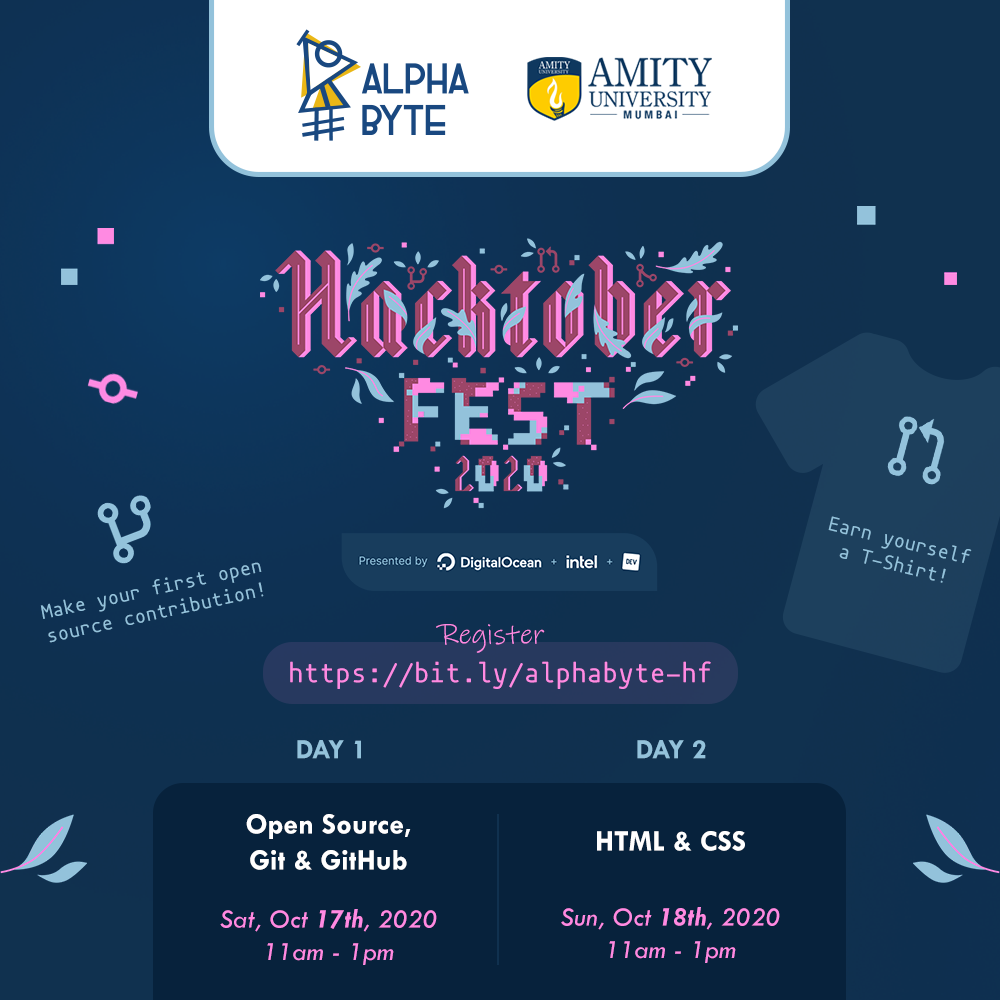 ALPHA
BYTE
AMITY
UNIVERSITY
AMITY
UNIVERSITY
MUMBAI
Hacktober
FEST
2020
Presented by DigitalOcean + intel + DEV
Make your first open
source contribution!
Earn yourself
a T-Shirt!
Register
https://bit.ly/alphabyte-hf
DAY 1
DAY 2
Open Source,
Git & GitHub
Sat, Oct 17th, 2020
11am - 1pm
HTML & CSS
Sun, Oct 18th, 2020
11am - 1pm